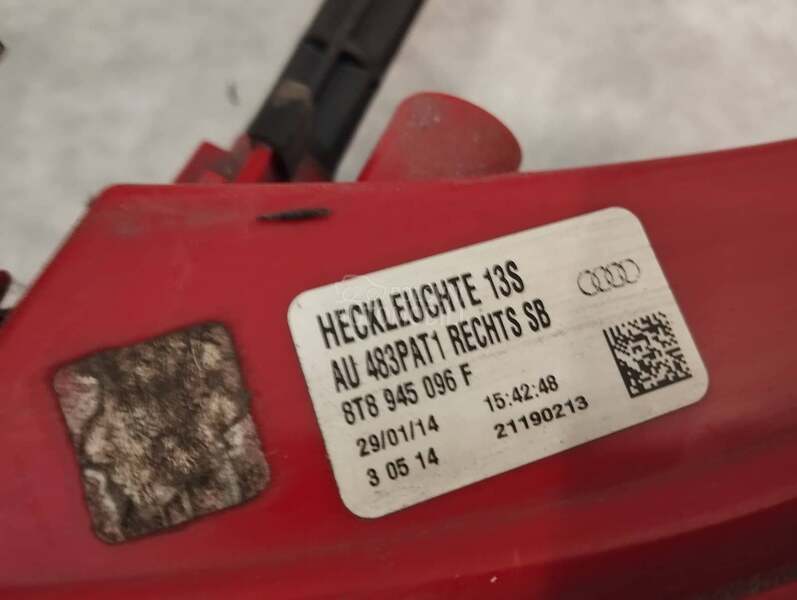 HECKLEUCHTE 13S
AU 483PAT1 RECHTS SB
8T8 945 096 F
29/01/14 15:42:48
3 05 14 21190213